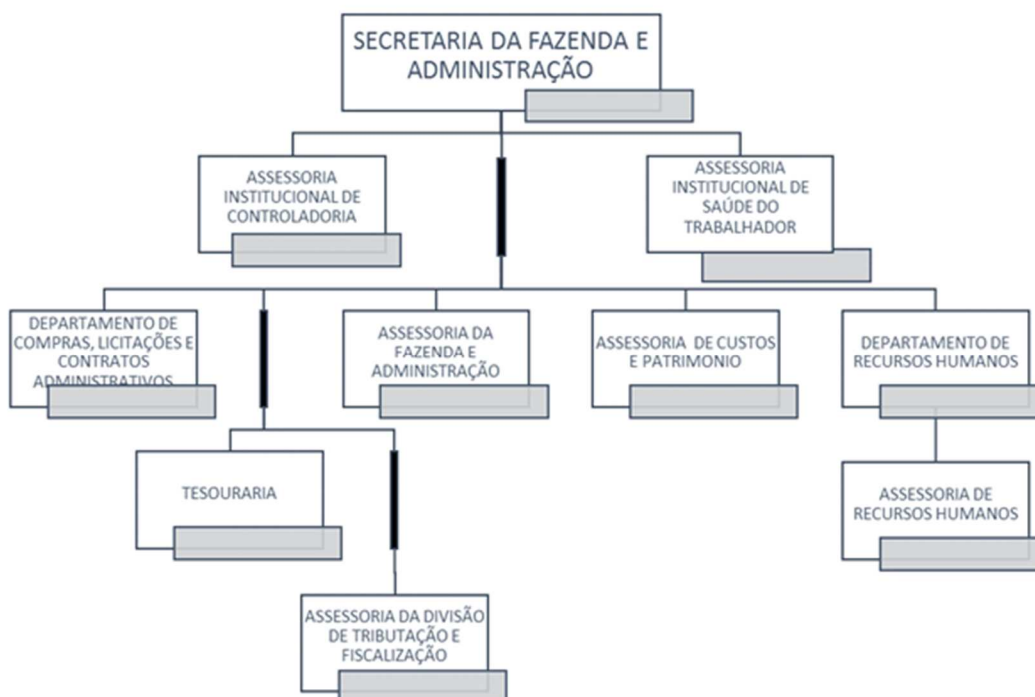 SECRETARIA DA FAZENDA E
ADMINISTRAÇÃO
ASSESSORIA
INSTITUCIONAL DE
CONTROLADORIA
ASSESSORIA
INSTITUCIONAL DE
SAÚDE DO
TRABALHADOR
DEPARTAMENTO DE
COMPRAS, LICITAÇÕES E
CONTRATOS
ADMINISTRATIVOS
ASSESSORIA DA
FAZENDA E
ADMINISTRAÇÃO
ASSESSORIA DE CUSTOS
E PATRIMONIO
DEPARTAMENTO DE
RECURSOS HUMANOS
TESOURARIA
ASSESSORIA DE
RECURSOS HUMANOS
ASSESSORIA DA DIVISÃO
DE TRIBUTAÇÃO E
FISCALIZAÇÃO